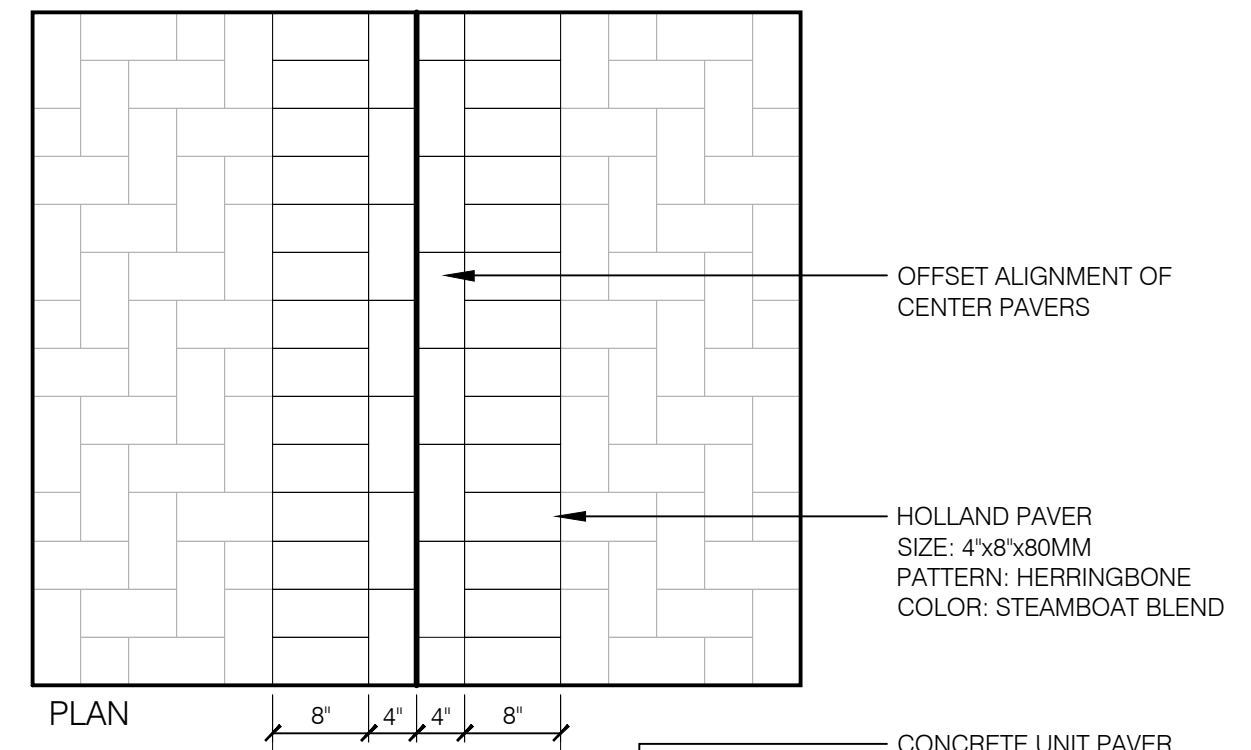 OFFSET ALIGNMENT OF
CENTER PAVERS
HOLLAND PAVER
SIZE: 4"x8"x80MM
PATTERN: HERRINGBONE
COLOR: STEAMBOAT BLEND
PLAN
8" 4" 4" 8"
CONCRETE UNIT PAVER